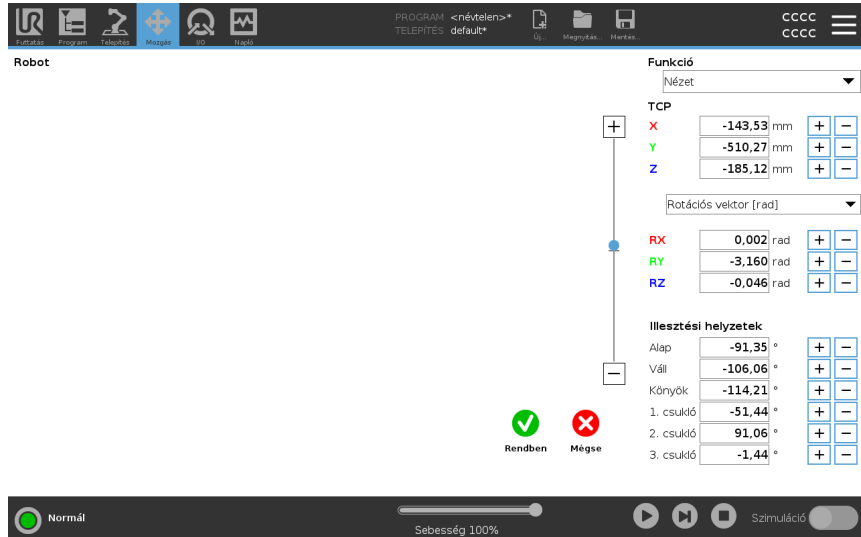 UR
Futtatás
Program
Telepítés
Mozgás
I/O
Napló
PROGRAM <névtelen>*
TELEPÍTÉS default*
Új...
Megnyitás...
Mentés...
CCCC
CCCC
Robot
Funkció
Nézet
TCP
X -143,53 mm + −
Y -510,27 mm + −
Z -185,12 mm + −
Rotációs vektor [rad]
RX 0,002 rad + −
RY -3,160 rad + −
RZ -0,046 rad + −
Illesztési helyzetek
Alap -91,35 ° + −
Váll -106,06 ° + −
Könyök -114,21 ° + −
1. csukló -51,44 ° + −
2. csukló 91,06 ° + −
3. csukló -1,44 ° + −
+
−
Rendben
Mégse
Normál
Sebesség 100%
Szimuláció